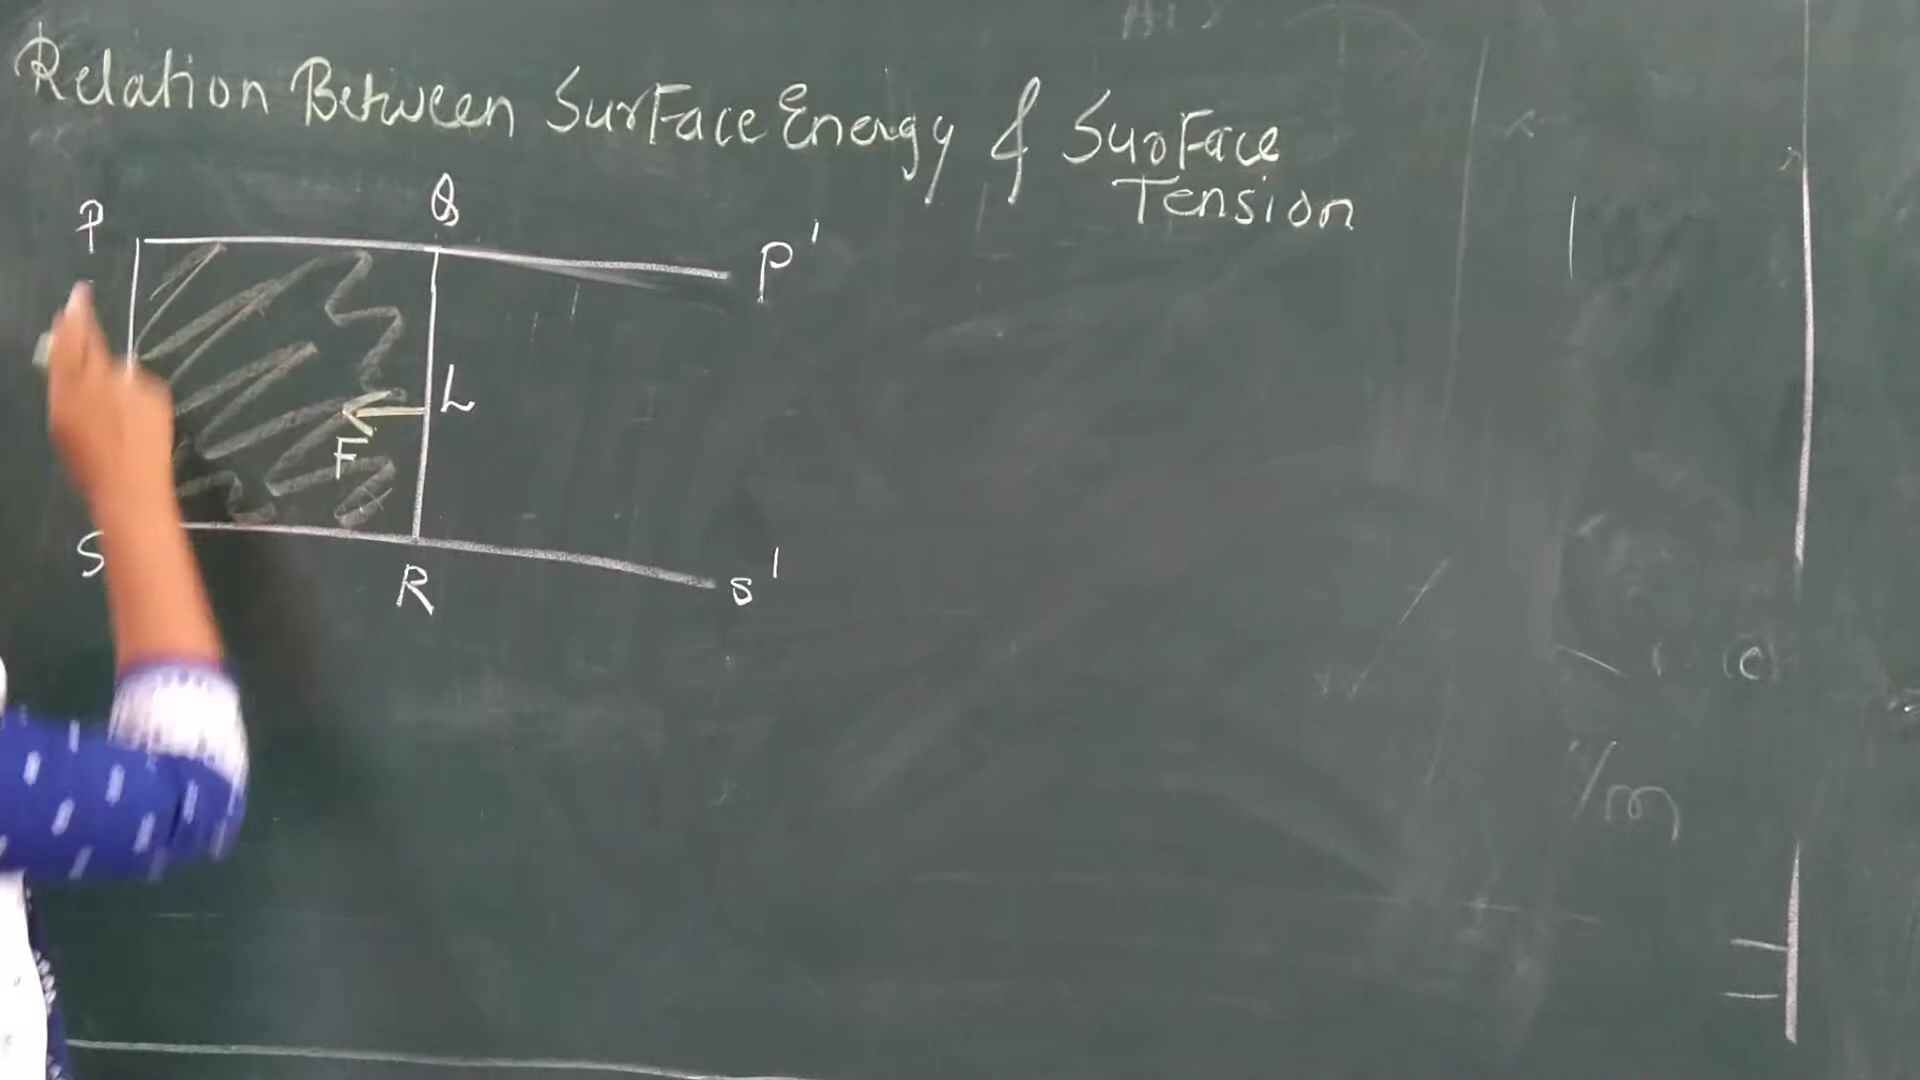 Relation Between Surface Energy & Surface
Tension
P Q P'
L
F
S R S'
/m